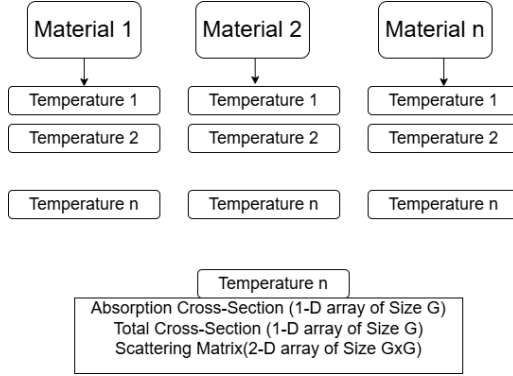 Material 1
Material 2
Material n
Temperature 1
Temperature 1
Temperature 1
Temperature 2
Temperature 2
Temperature 2
Temperature n
Temperature n
Temperature n
Temperature n
Absorption Cross-Section (1-D array of Size G)
Total Cross-Section (1-D array of Size G)
Scattering Matrix(2-D array of Size GxG)